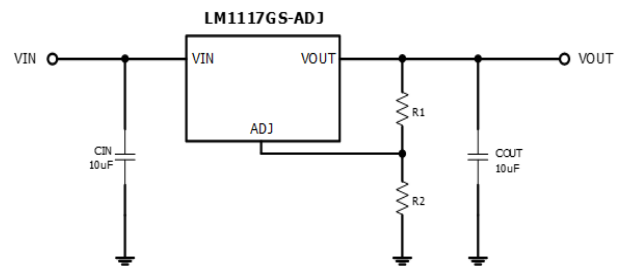 LM1117GS-ADJ
VIN
VIN
VOUT
VOUT
R1
ADJ
CIN
10uF
COUT
10uF
R2